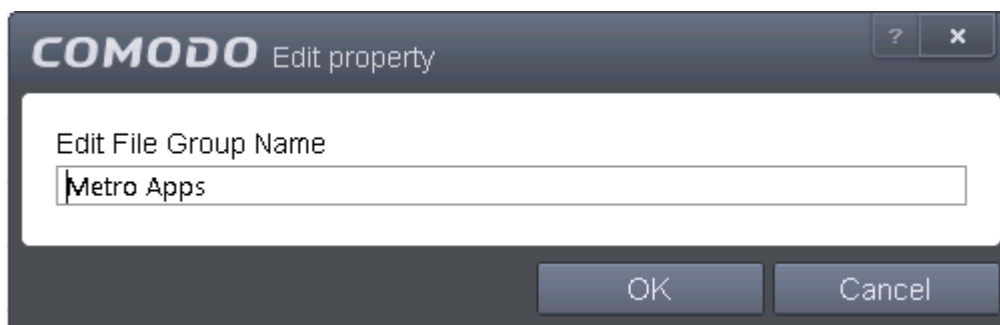 COMODO Edit property ? ×
Edit File Group Name
Metro Apps
OK Cancel